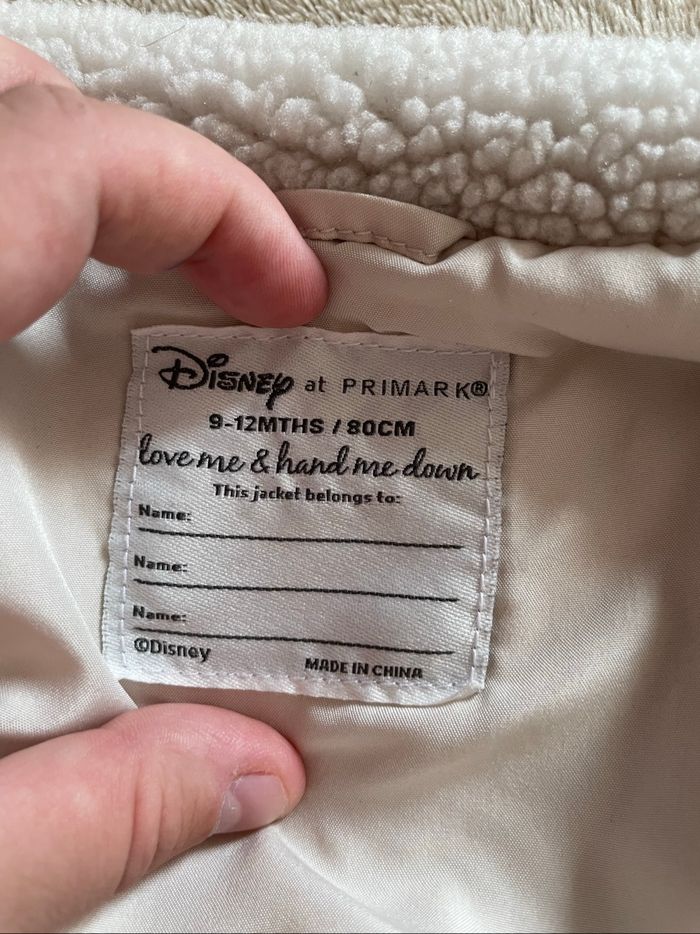 Disney at PRIMARK®
9-12MTHS / 80CM
love me & hand me down
This jacket belongs to:
Name:
Name:
Name:
©Disney
MADE IN CHINA